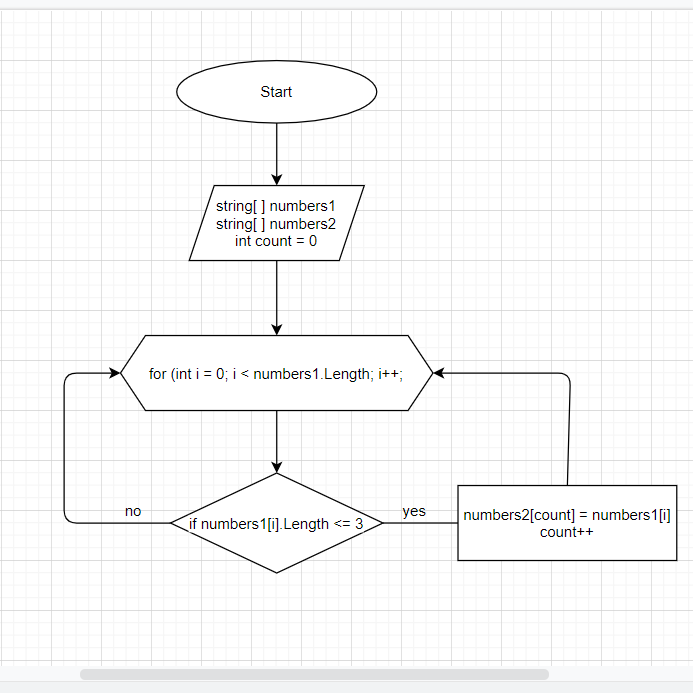 Start
string[ ] numbers1
string[ ] numbers2
int count = 0
for (int i = 0; i < numbers1.Length; i++;
no
if numbers1[i].Length <= 3
yes
numbers2[count] = numbers1[i]
count++